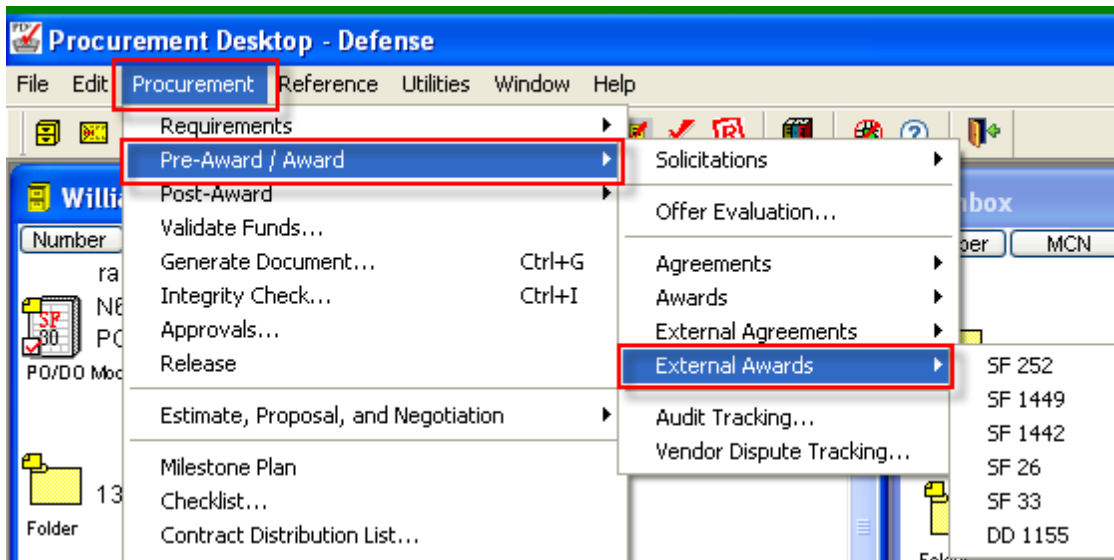 Procurement Desktop - Defense
File Edit Procurement Reference Utilities Window Help
Requirements
Pre-Award / Award
Post-Award
Validate Funds...
Generate Document... Ctrl+G
Integrity Check... Ctrl+I
Approvals...
Release
Estimate, Proposal, and Negotiation
Milestone Plan
Checklist...
Contract Distribution List...
Solicitations
Offer Evaluation...
Agreements
Awards
External Agreements
External Awards
Audit Tracking...
Vendor Dispute Tracking...
SF 252
SF 1449
SF 1442
SF 26
SF 33
DD 1155
Number
SF
30
PO/DO
13
Folder
MCN